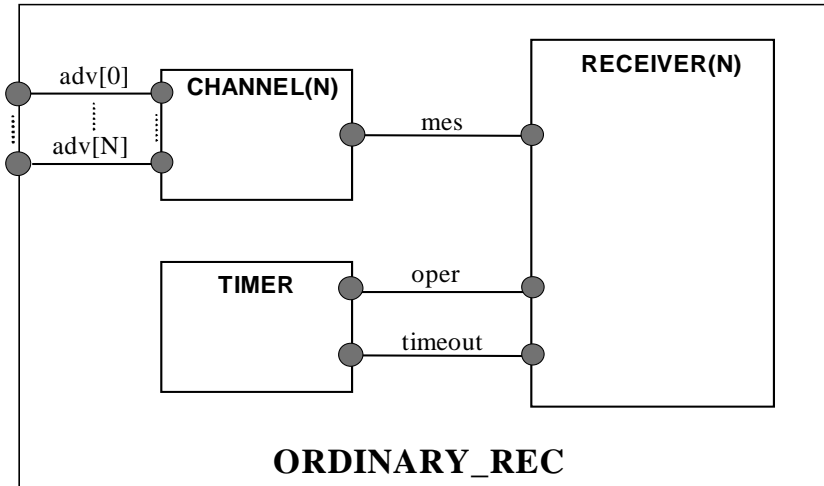 adv[0]
adv[N]
CHANNEL(N)
mes
RECEIVER(N)
TIMER
oper
timeout
ORDINARY_REC